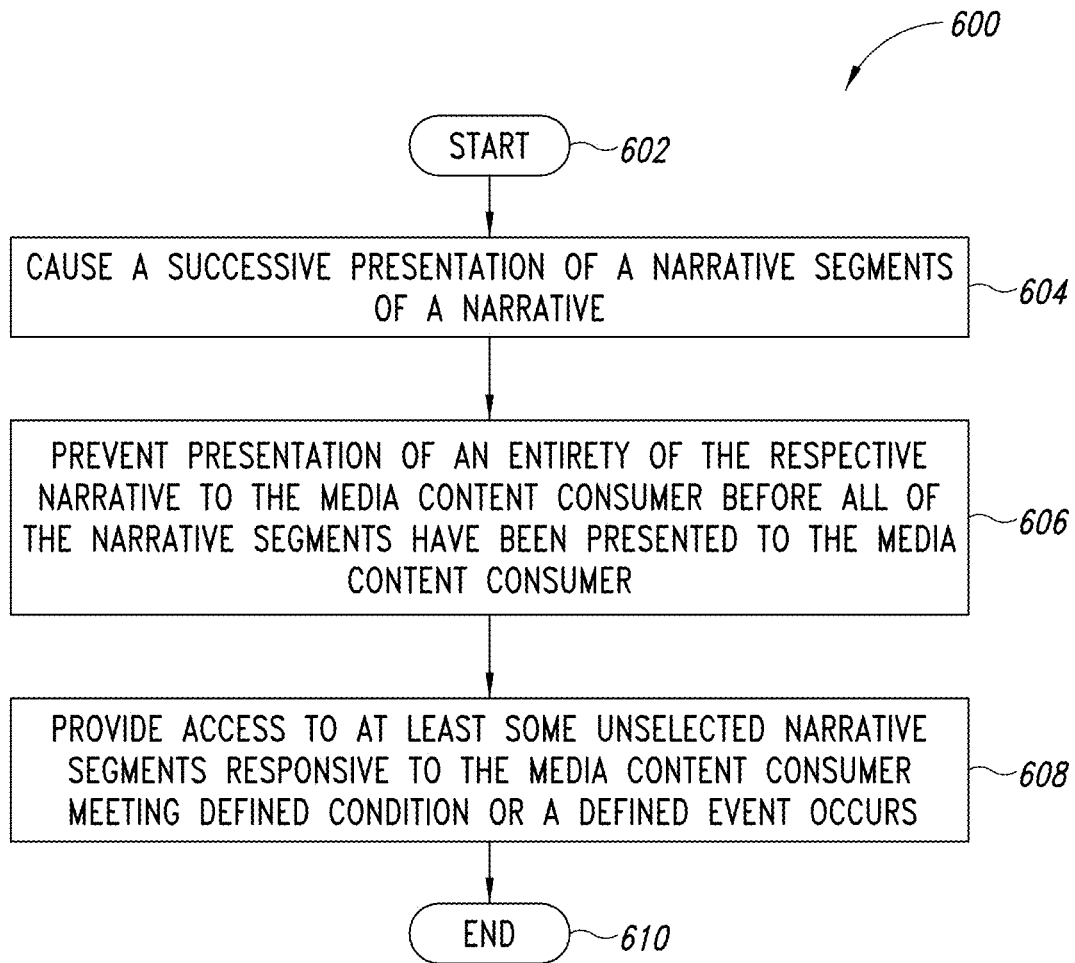 600
START
602
CAUSE A SUCCESSIVE PRESENTATION OF A NARRATIVE SEGMENTS
OF A NARRATIVE
604
PREVENT PRESENTATION OF AN ENTIRETY OF THE RESPECTIVE
NARRATIVE TO THE MEDIA CONTENT CONSUMER BEFORE ALL OF
THE NARRATIVE SEGMENTS HAVE BEEN PRESENTED TO THE MEDIA
CONTENT CONSUMER
606
PROVIDE ACCESS TO AT LEAST SOME UNSELECTED NARRATIVE
SEGMENTS RESPONSIVE TO THE MEDIA CONTENT CONSUMER
MEETING DEFINED CONDITION OR A DEFINED EVENT OCCURS
608
END
610